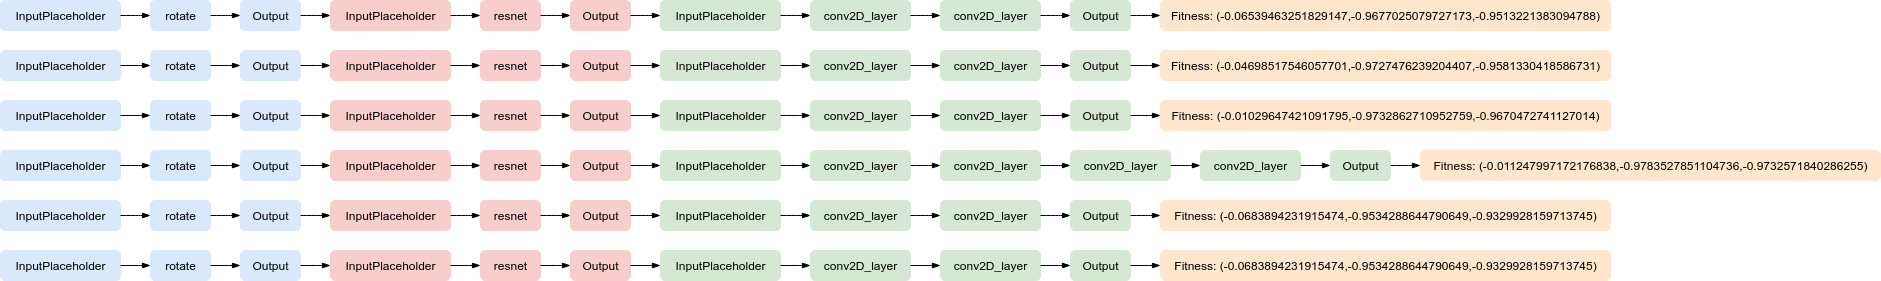 InputPlaceholder rotate Output InputPlaceholder resnet Output InputPlaceholder conv2D_layer conv2D_layer Output Fitness: (-0.06539463251829147,-0.9677025079727173,-0.9513221383094788)
InputPlaceholder rotate Output InputPlaceholder resnet Output InputPlaceholder conv2D_layer conv2D_layer Output Fitness: (-0.04698517546057701,-0.9727476239204407,-0.9581330418586731)
InputPlaceholder rotate Output InputPlaceholder resnet Output InputPlaceholder conv2D_layer conv2D_layer Output Fitness: (-0.01029647421091795,-0.9732862710952759,-0.9670472741127014)
InputPlaceholder rotate Output InputPlaceholder resnet Output InputPlaceholder conv2D_layer conv2D_layer conv2D_layer conv2D_layer Output Fitness: (-0.011247997172176838,-0.9783527851104736,-0.9732571840286255)
InputPlaceholder rotate Output InputPlaceholder resnet Output InputPlaceholder conv2D_layer conv2D_layer Output Fitness: (-0.0683894231915474,-0.9534288644790649,-0.9329928159713745)
InputPlaceholder rotate Output InputPlaceholder resnet Output InputPlaceholder conv2D_layer conv2D_layer Output Fitness: (-0.0683894231915474,-0.9534288644790649,-0.9329928159713745)